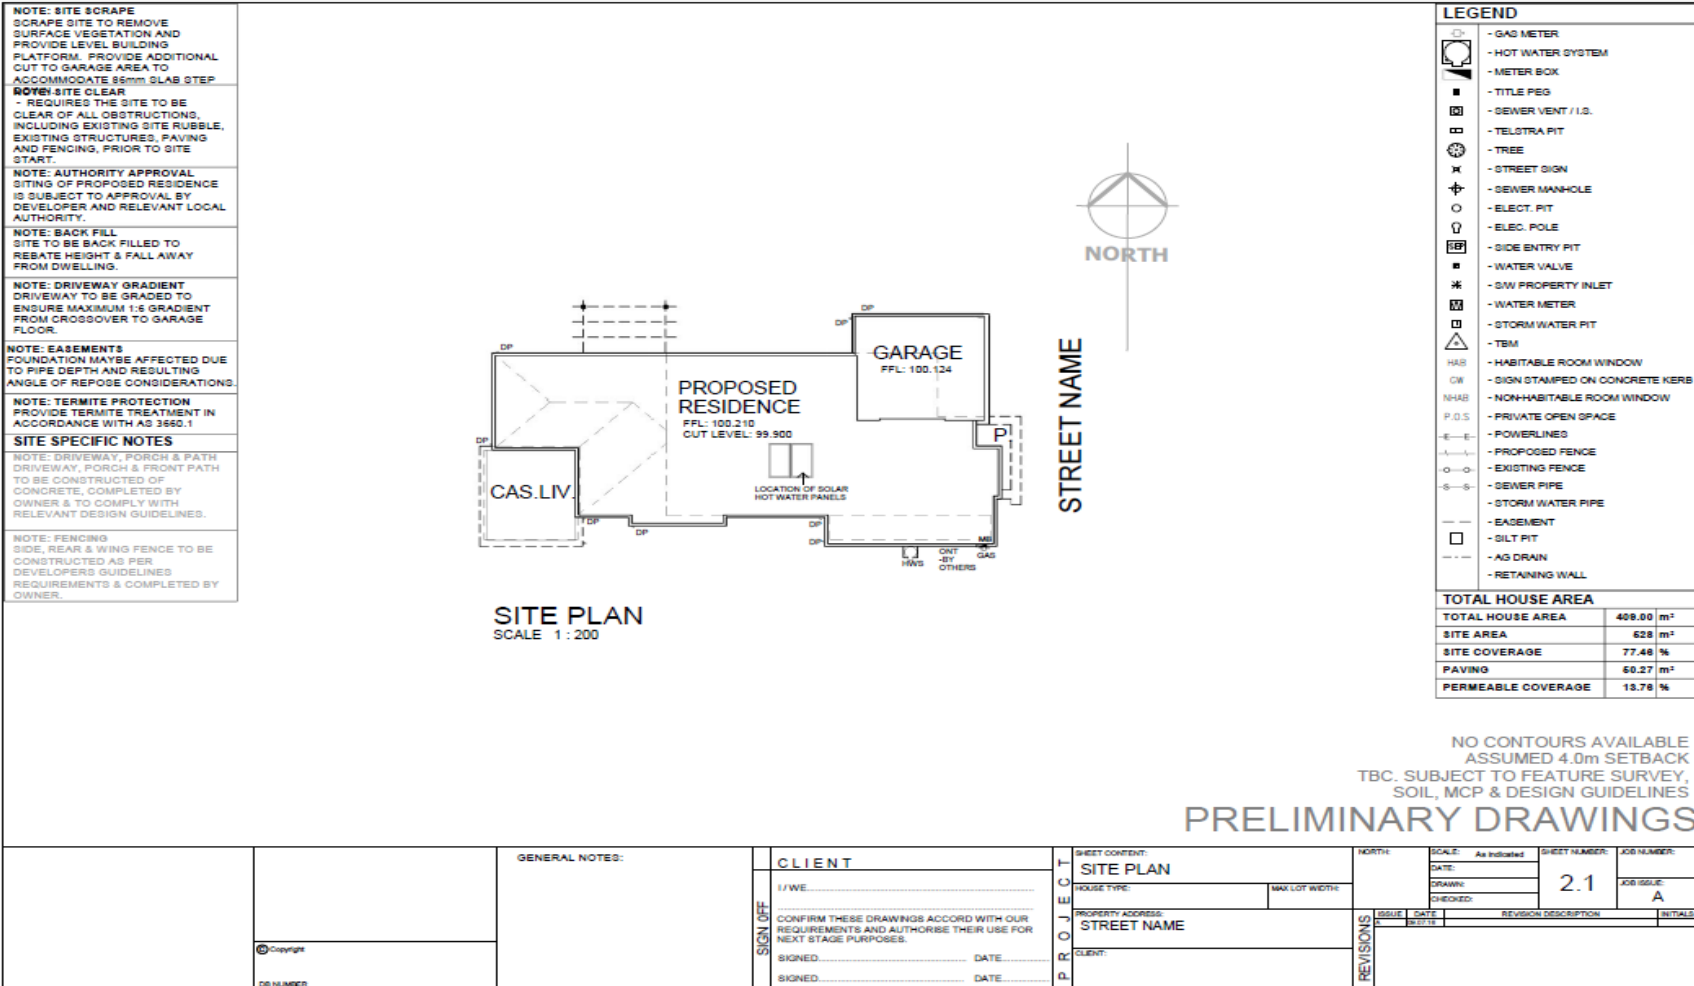 NOTE: SITE SCRAPE
SCRAPE SITE TO REMOVE
SURFACE VEGETATION AND
PROVIDE LEVEL BUILDING
PLATFORM. PROVIDE ADDITIONAL
CUT TO GARAGE AREA TO
ACCOMMODATE 86mm SLAB STEP
DOWN.
NOTE: SITE CLEAR
- REQUIRES THE SITE TO BE
CLEAR OF ALL OBSTRUCTIONS,
INCLUDING EXISTING SITE RUBBLE,
EXISTING STRUCTURES, PAVING
AND FENCING, PRIOR TO SITE
START.
NOTE: AUTHORITY APPROVAL
SITING OF PROPOSED RESIDENCE
IS SUBJECT TO APPROVAL BY
DEVELOPER AND RELEVANT LOCAL
AUTHORITY.
NOTE: BACK FILL
SITE TO BE BACK FILLED TO
REBATE HEIGHT & FALL AWAY
FROM DWELLING.
NOTE: DRIVEWAY GRADIENT
DRIVEWAY TO BE GRADED TO
ENSURE MAXIMUM 1:5 GRADIENT
FROM CROSSOVER TO GARAGE
FLOOR.
NOTE: EASEMENTS
FOUNDATION MAYBE AFFECTED DUE
TO PIPE DEPTH AND RESULTING
ANGLE OF REPOSE CONSIDERATIONS.
NOTE: TERMITE PROTECTION
PROVIDE TERMITE TREATMENT IN
ACCORDANCE WITH AS 3660.1
SITE SPECIFIC NOTES
NOTE: DRIVEWAY, PORCH & PATH
DRIVEWAY, PORCH & FRONT PATH
TO BE CONSTRUCTED OF
CONCRETE, COMPLETED BY
OWNER & TO COMPLY WITH
RELEVANT DESIGN GUIDELINES.
NOTE: FENCING
SIDE, REAR & WING FENCE TO BE
CONSTRUCTED AS PER
DEVELOPERS GUIDELINES
REQUIREMENTS & COMPLETED BY
OWNER.
NORTH
STREET NAME
DP
DP
DP
DP
DP
DP
DP
DP
GARAGE
FFL: 100.124
PROPOSED
RESIDENCE
FFL: 100.210
CUT LEVEL: 99.900
P
CAS.LIV.
LOCATION OF SOLAR
HOT WATER PANELS
MB
GAS
HWS
ONT
-BY
OTHERS
SITE PLAN
SCALE 1 : 200
LEGEND
- GAS METER
- HOT WATER SYSTEM
- METER BOX
- TITLE PEG
- SEWER VENT / I.S.
- TELSTRA PIT
- TREE
- STREET SIGN
- SEWER MANHOLE
- ELECT. PIT
- ELEC. POLE
SEP - SIDE ENTRY PIT
- WATER VALVE
- S/W PROPERTY INLET
- WATER METER
- STORM WATER PIT
- TBM
HAB - HABITABLE ROOM WINDOW
CW - SIGN STAMPED ON CONCRETE KERB
NHAB - NON-HABITABLE ROOM WINDOW
P.O.S - PRIVATE OPEN SPACE
E E - POWERLINES
- PROPOSED FENCE
- EXISTING FENCE
S S - SEWER PIPE
- STORM WATER PIPE
- EASEMENT
- SILT PIT
- AG DRAIN
- RETAINING WALL
TOTAL HOUSE AREA
TOTAL HOUSE AREA 409.00 m²
SITE AREA 528 m²
SITE COVERAGE 77.46 %
PAVING 50.27 m²
PERMEABLE COVERAGE 13.76 %
NO CONTOURS AVAILABLE
ASSUMED 4.0m SETBACK
TBC. SUBJECT TO FEATURE SURVEY,
SOIL, MCP & DESIGN GUIDELINES
PRELIMINARY DRAWINGS
© Copyright
DB NUMBER
GENERAL NOTES:
SIGN OFF
CLIENT
I / WE
CONFIRM THESE DRAWINGS ACCORD WITH OUR
REQUIREMENTS AND AUTHORISE THEIR USE FOR
NEXT STAGE PURPOSES.
SIGNED DATE
SIGNED DATE
PROJECT
SHEET CONTENT:
SITE PLAN
HOUSE TYPE: MAX LOT WIDTH:
PROPERTY ADDRESS:
STREET NAME
CLIENT:
NORTH:
SCALE: As indicated
DATE:
DRAWN:
CHECKED:
SHEET NUMBER:
2.1
JOB NUMBER:
JOB ISSUE:
A
REVISIONS
ISSUE DATE REVISION DESCRIPTION INITIALS
A